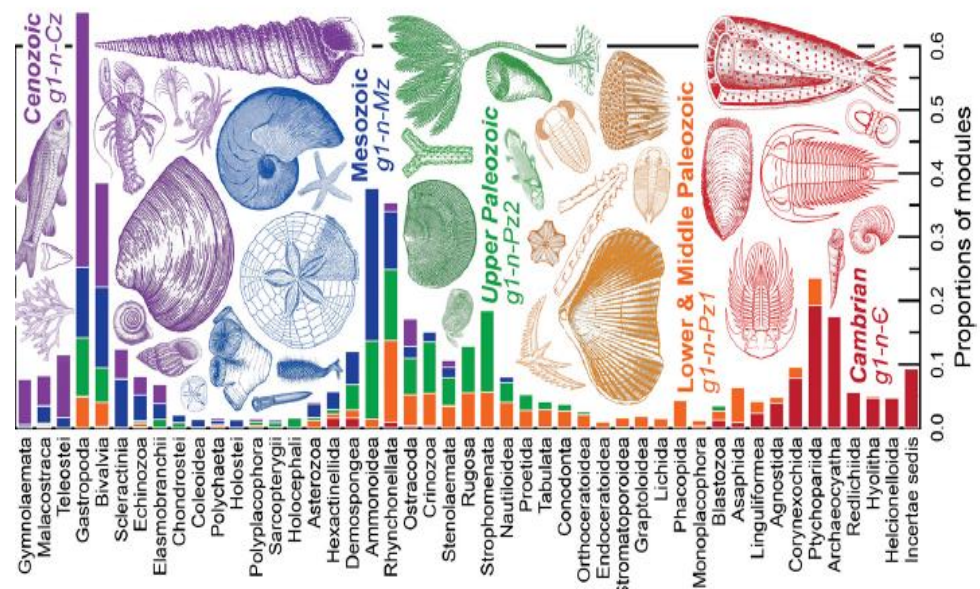 Cenozoic
g1-n-Cz
Mesozoic
g1-n-Mz
Upper Paleozoic
g1-n-Pz2
Lower & Middle Paleozoic
g1-n-Pz1
Cambrian
g1-n-Є
0.6
0.5
0.4
0.3
0.2
0.1
0.0
Proportions of modules
Gymnolaemata
Malacostraca
Teleostei
Gastropoda
Bivalvia
Scleractinia
Echinozoa
Elasmobranchii
Chondrostei
Coleoidea
Polychaeta
Holostei
Polyplacophora
Sarcopterygii
Holocephali
Asterozoa
Hexactinellida
Demospongea
Ammonoidea
Rhynchonellata
Ostracoda
Crinozoa
Stenolaemata
Rugosa
Strophomenata
Nautiloidea
Proetida
Tabulata
Conodonta
Orthoceratoidea
Endoceratoidea
Stromatoporoidea
Graptoloidea
Lichida
Phacopida
Monoplacophora
Blastozoa
Asaphida
Linguliformea
Agnostida
Corynexochida
Ptychopariida
Archaeocyatha
Redlichiida
Hyolitha
Helcionelloida
Incertae sedis